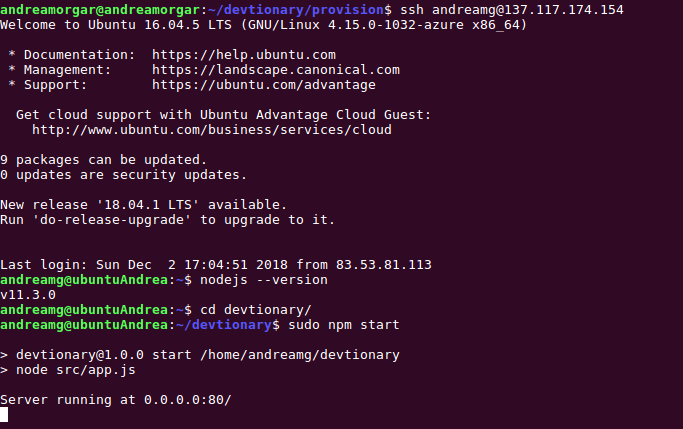 andreamorgar@andreamorgar:~/devtionary/provision$ ssh andreamg@137.117.174.154
Welcome to Ubuntu 16.04.5 LTS (GNU/Linux 4.15.0-1032-azure x86_64)
* Documentation:  https://help.ubuntu.com
* Management:     https://landscape.canonical.com
* Support:        https://ubuntu.com/advantage
Get cloud support with Ubuntu Advantage Cloud Guest:
http://www.ubuntu.com/business/services/cloud
9 packages can be updated.
0 updates are security updates.
New release '18.04.1 LTS' available.
Run 'do-release-upgrade' to upgrade to it.
Last login: Sun Dec  2 17:04:51 2018 from 83.53.81.113
andreamg@ubuntuAndrea:~$ nodejs --version
v11.3.0
andreamg@ubuntuAndrea:~$ cd devtionary/
andreamg@ubuntuAndrea:~/devtionary$ sudo npm start
> devtionary@1.0.0 start /home/andreamg/devtionary
> node src/app.js
Server running at 0.0.0.0:80/